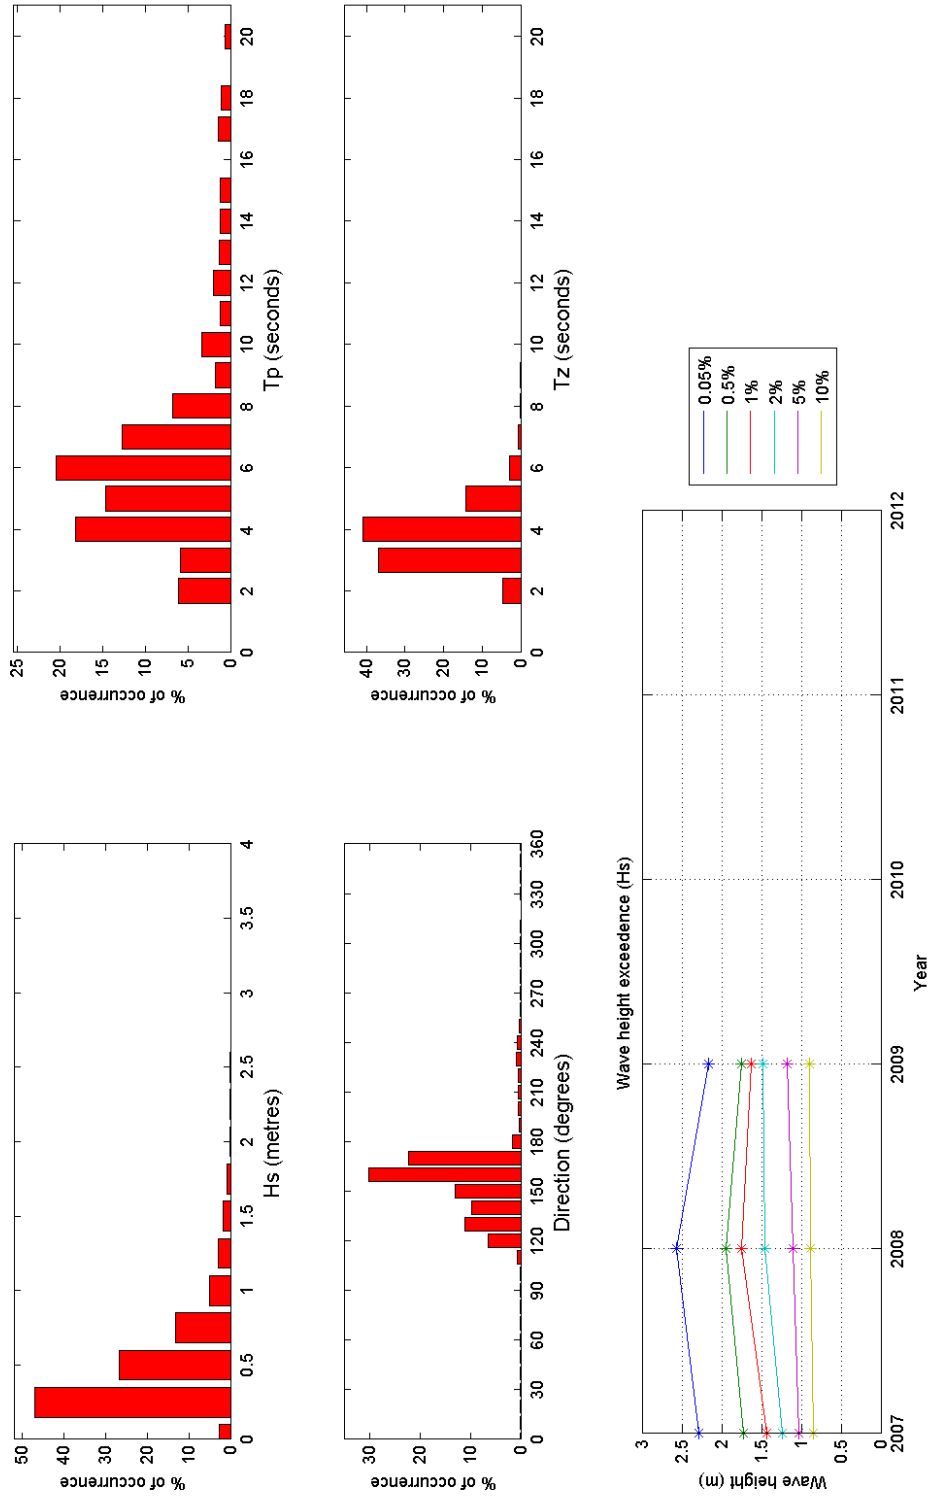 % of occurrence
50
40
30
20
10
0
0 0.5 1 1.5 2 2.5 3 3.5 4
Hs (metres)
% of occurrence
25
20
15
10
5
0
0 2 4 6 8 10 12 14 16 18 20
Tp (seconds)
% of occurrence
30
20
10
0
0 30 60 90 120 150 180 210 240 270 300 330 360
Direction (degrees)
% of occurrence
40
30
20
10
0
0 2 4 6 8 10 12 14 16 18 20
Tz (seconds)
Wave height exceedence (Hs)
Wave height (m)
3
2.5
2
1.5
1
0.5
0
2007 2008 2009 2010 2011 2012
Year
0.05%
0.5%
1%
2%
5%
10%